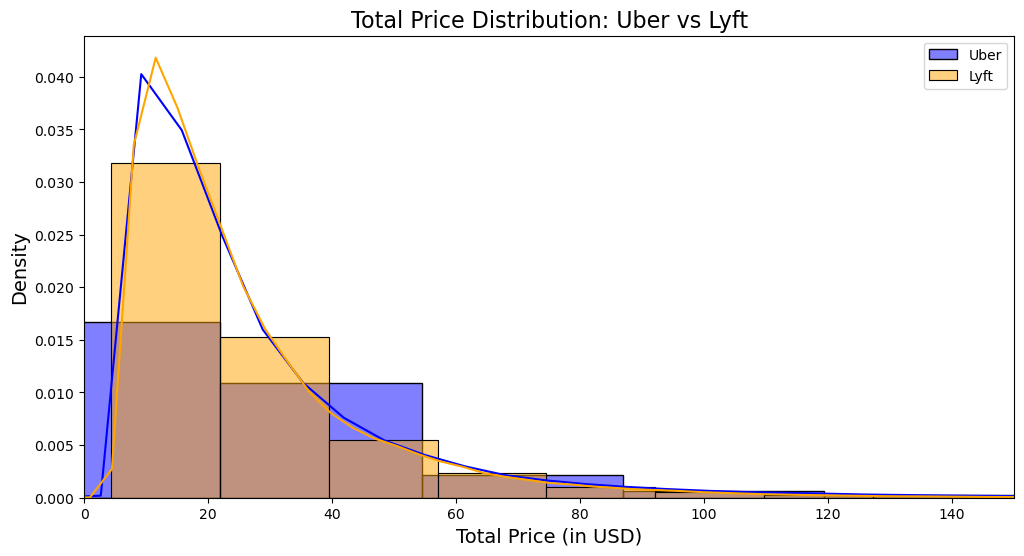 Total Price Distribution: Uber vs Lyft
Uber
Lyft
0.040
0.035
0.030
0.025
0.020
0.015
0.010
0.005
0.000
Density
0 20 40 60 80 100 120 140
Total Price (in USD)